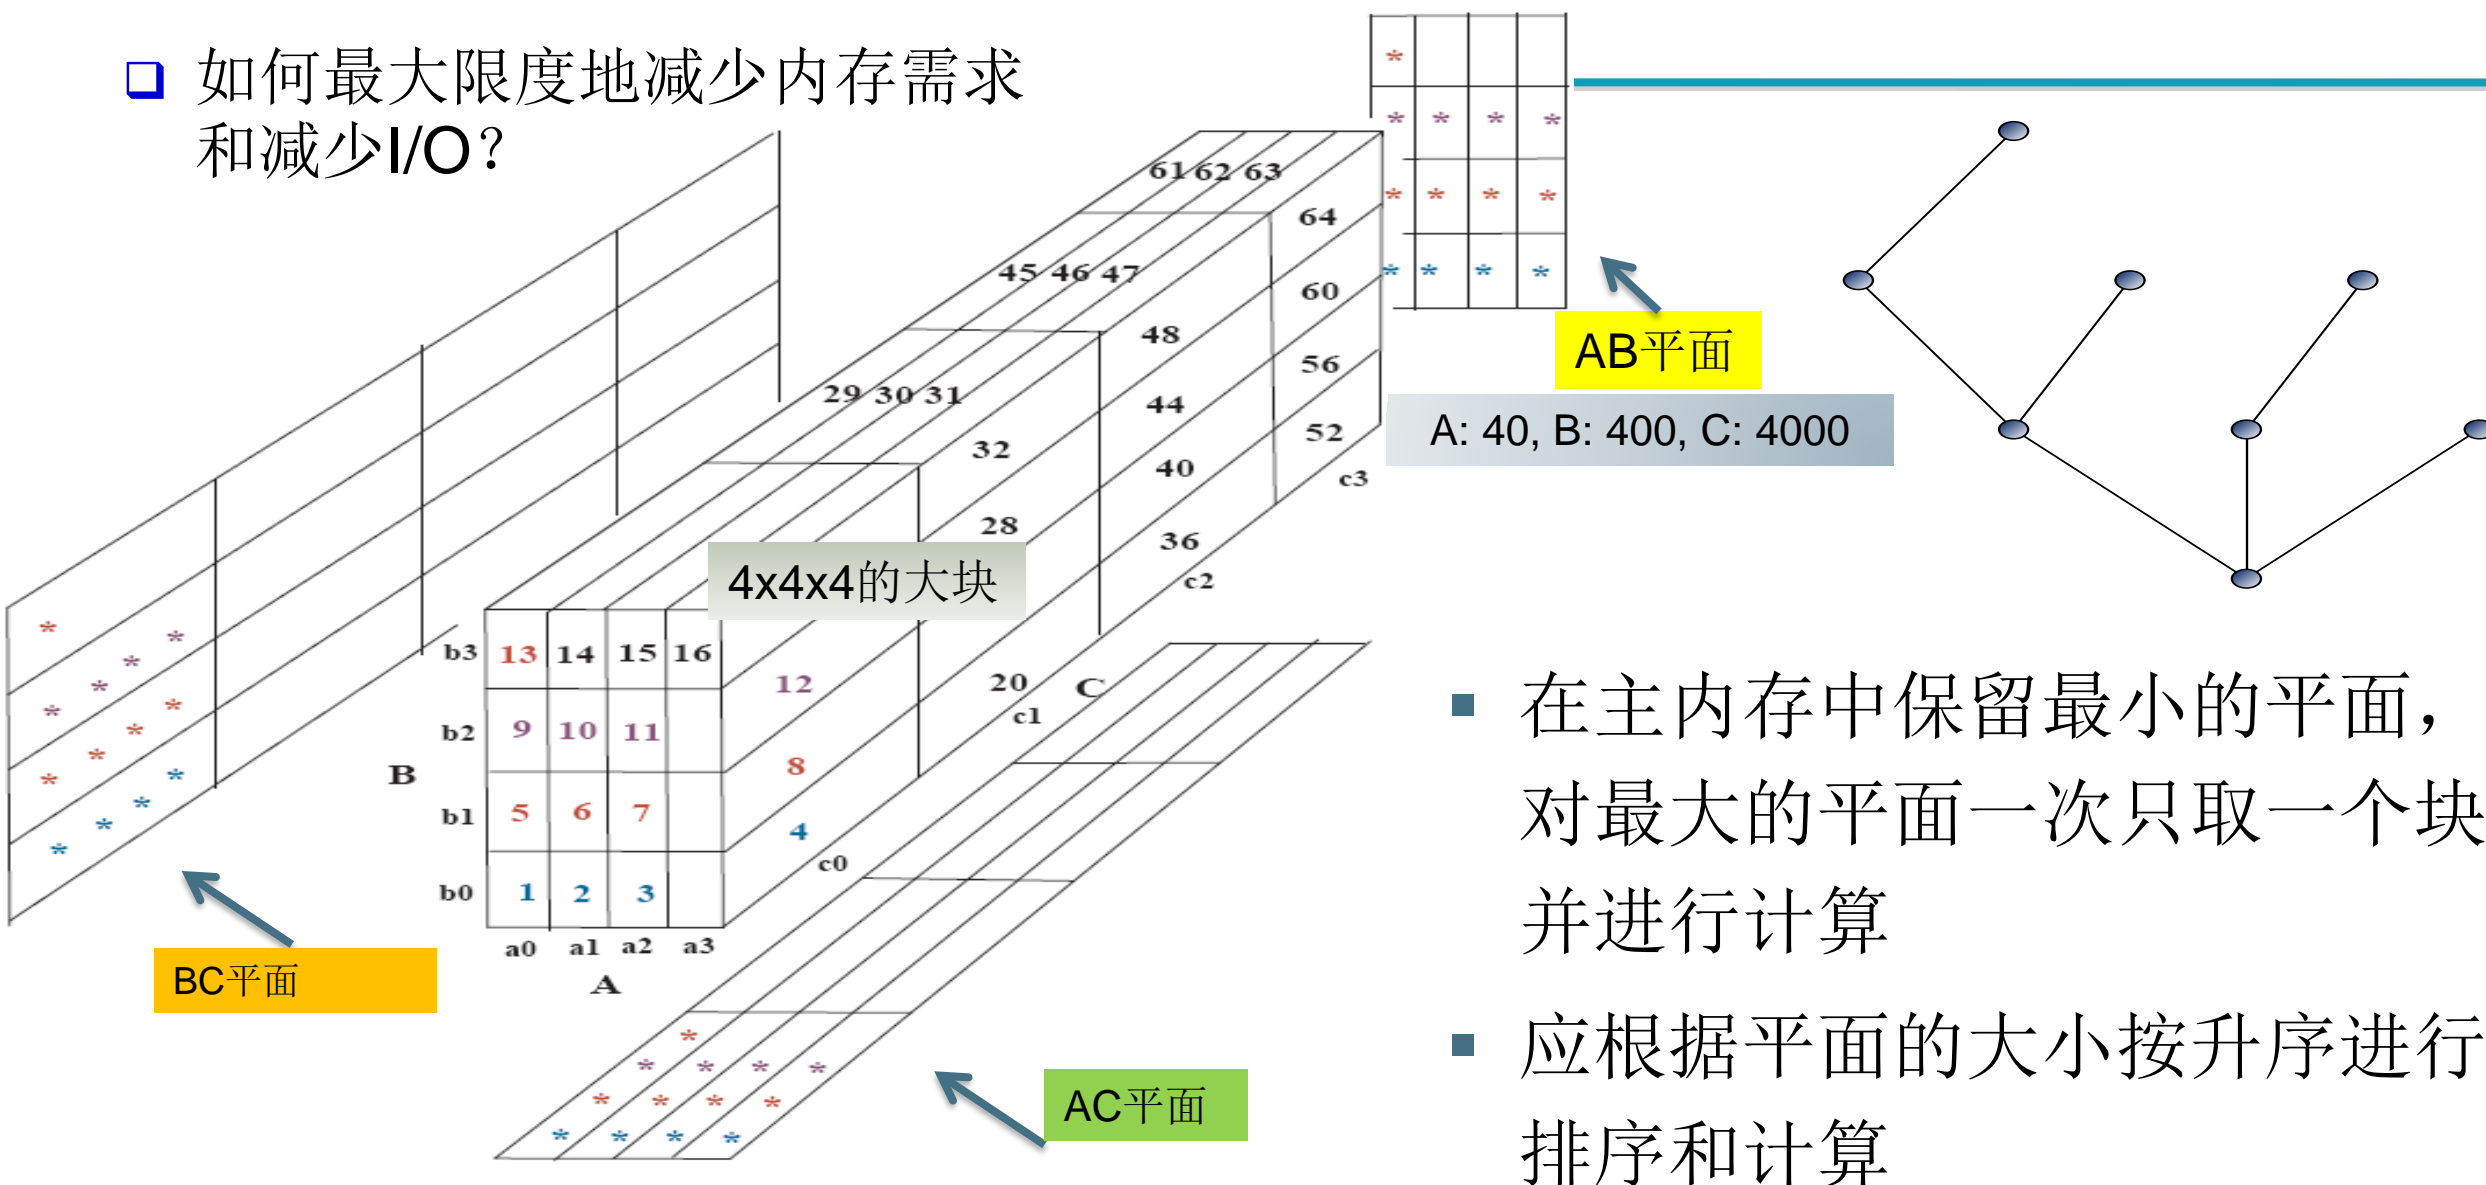 如何最大限度地减少内存需求
和减少I/O？
61 62 63
64
45 46 47
60
48
29 30 31
56
44
32
52
40
c3
28
36
4x4x4的大块
c2
b3 13 14 15 16
12
20
C
c1
b2 9 10 11
B
8
b1 5 6 7
4
c0
b0 1 2 3
a0 a1 a2 a3
A
BC平面
AC平面
AB平面
A: 40, B: 400, C: 4000
* * * *
* * * *
* * * *
*
在主内存中保留最小的平面，
对最大的平面一次只取一个块
并进行计算
应根据平面的大小按升序进行
排序和计算